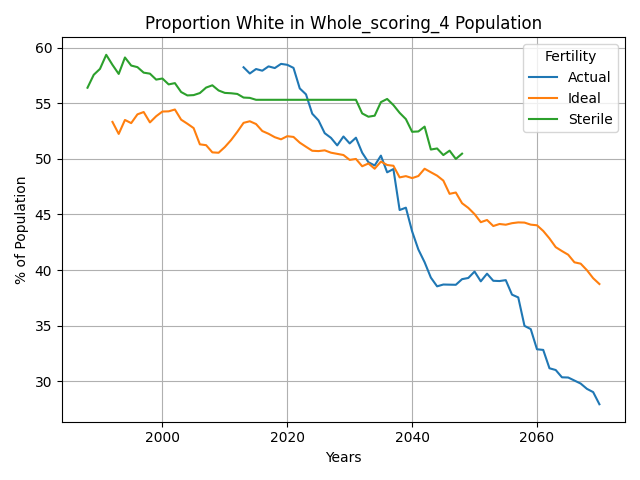 Proportion White in Whole_scoring_4 Population
Fertility
Actual
Ideal
Sterile
% of Population
60
55
50
45
40
35
30
2000
2020
2040
2060
Years